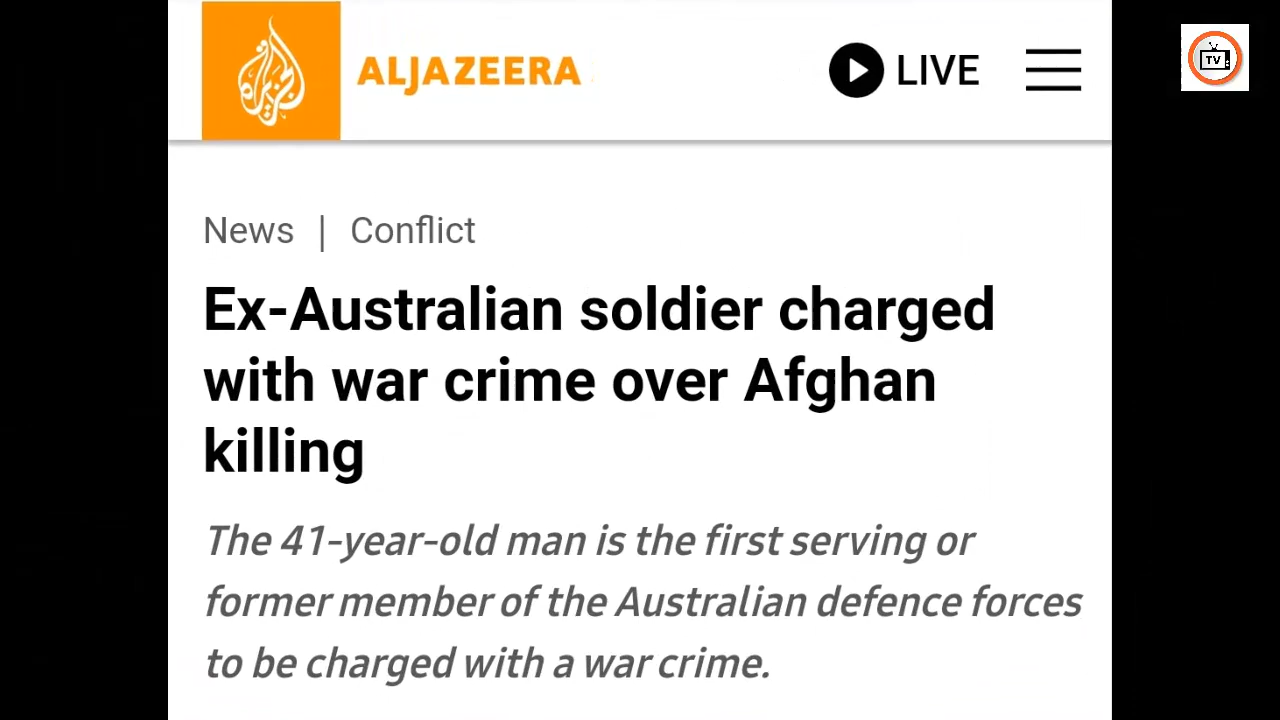 ALJAZEERA
LIVE
TV
News | Conflict
Ex-Australian soldier charged
with war crime over Afghan
killing
The 41-year-old man is the first serving or
former member of the Australian defence forces
to be charged with a war crime.